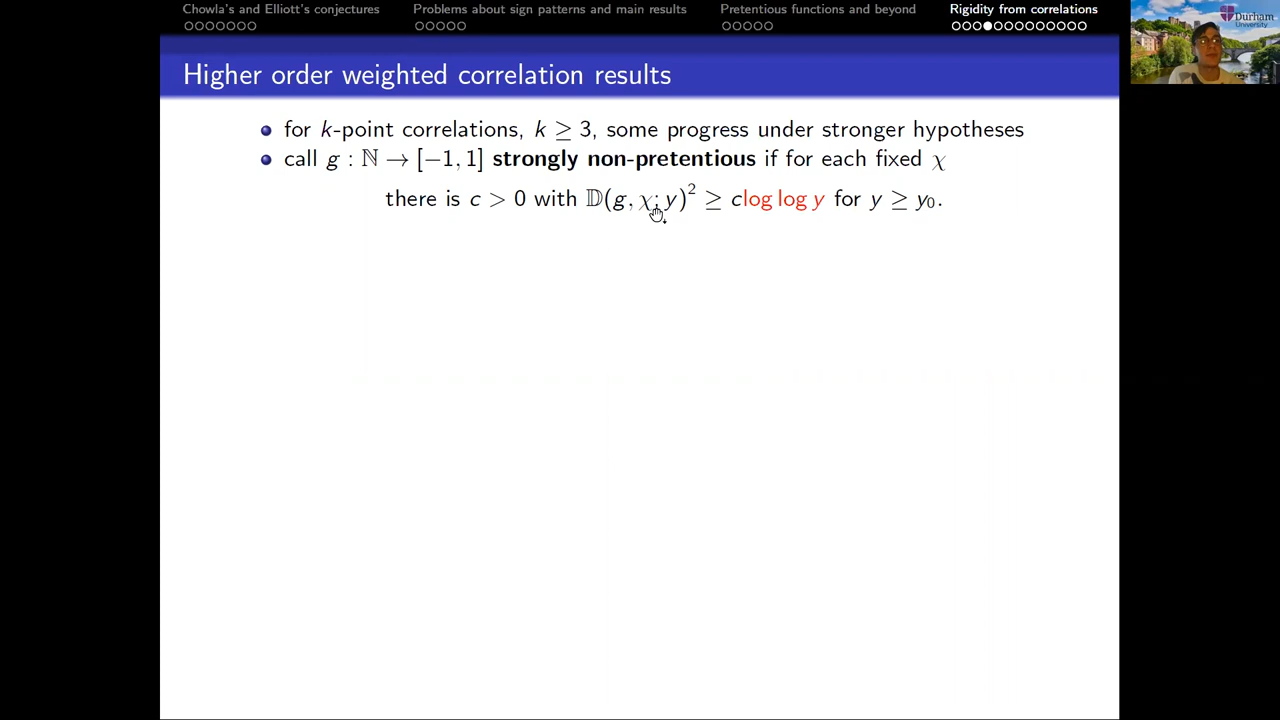 Chowla's and Elliott's conjectures
Problems about sign patterns and main results
Pretentious functions and beyond
Rigidity from correlations
Durham
University
Higher order weighted correlation results
for k-point correlations, k ≥ 3, some progress under stronger hypotheses
call g : ℕ → [−1, 1] strongly non-pretentious if for each fixed χ
there is c > 0 with 𝔻(g, χ; y)² ≥ c log log y for y ≥ y₀.